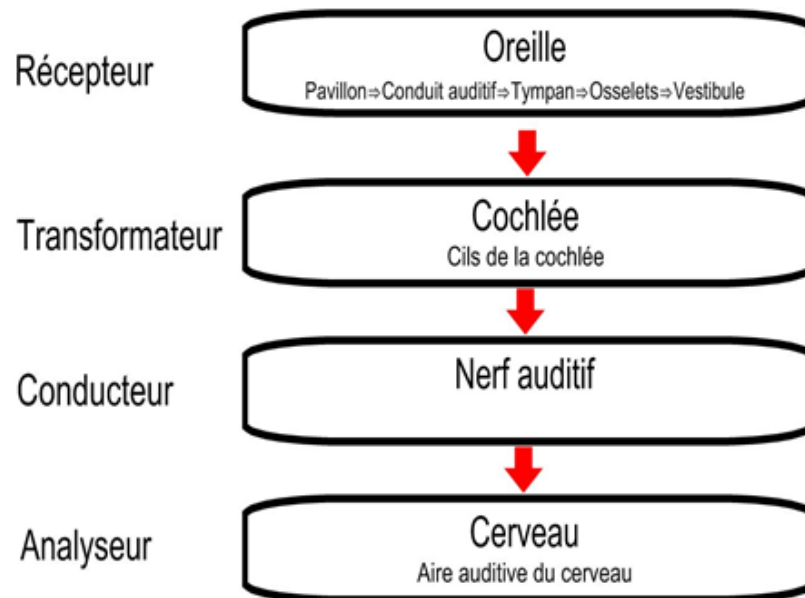 Récepteur
Oreille
Pavillon⇒Conduit auditif⇒Tympan⇒Osselets⇒Vestibule
Transformateur
Cochlée
Cils de la cochlée
Conducteur
Nerf auditif
Analyseur
Cerveau
Aire auditive du cerveau